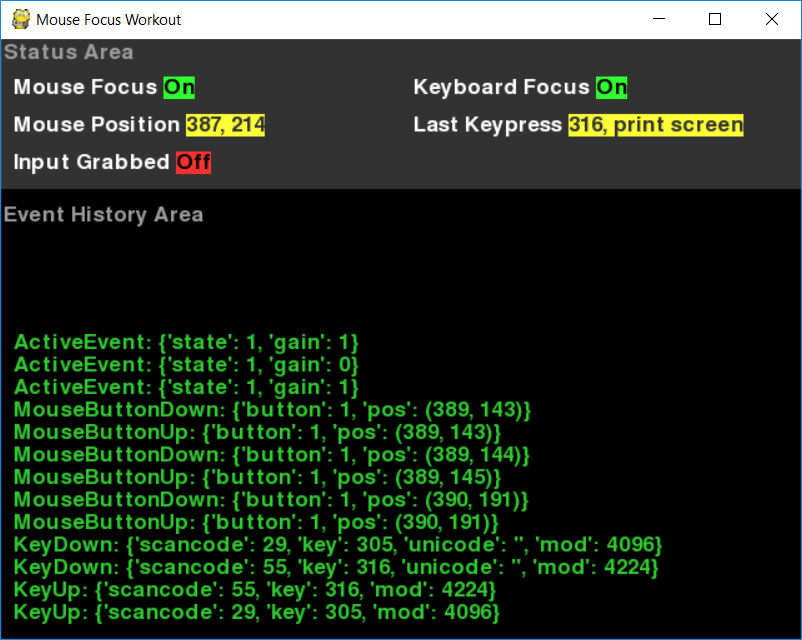 Mouse Focus Workout
Status Area
Mouse Focus On Keyboard Focus On
Mouse Position 387, 214 Last Keypress 316, print screen
Input Grabbed Off
Event History Area
ActiveEvent: {'state': 1, 'gain': 1}
ActiveEvent: {'state': 1, 'gain': 0}
ActiveEvent: {'state': 1, 'gain': 1}
MouseButtonDown: {'button': 1, 'pos': (389, 143)}
MouseButtonUp: {'button': 1, 'pos': (389, 143)}
MouseButtonDown: {'button': 1, 'pos': (389, 144)}
MouseButtonUp: {'button': 1, 'pos': (389, 145)}
MouseButtonDown: {'button': 1, 'pos': (390, 191)}
MouseButtonUp: {'button': 1, 'pos': (390, 191)}
KeyDown: {'scancode': 29, 'key': 305, 'unicode': '', 'mod': 4096}
KeyDown: {'scancode': 55, 'key': 316, 'unicode': '', 'mod': 4224}
KeyUp: {'scancode': 55, 'key': 316, 'mod': 4224}
KeyUp: {'scancode': 29, 'key': 305, 'mod': 4096}